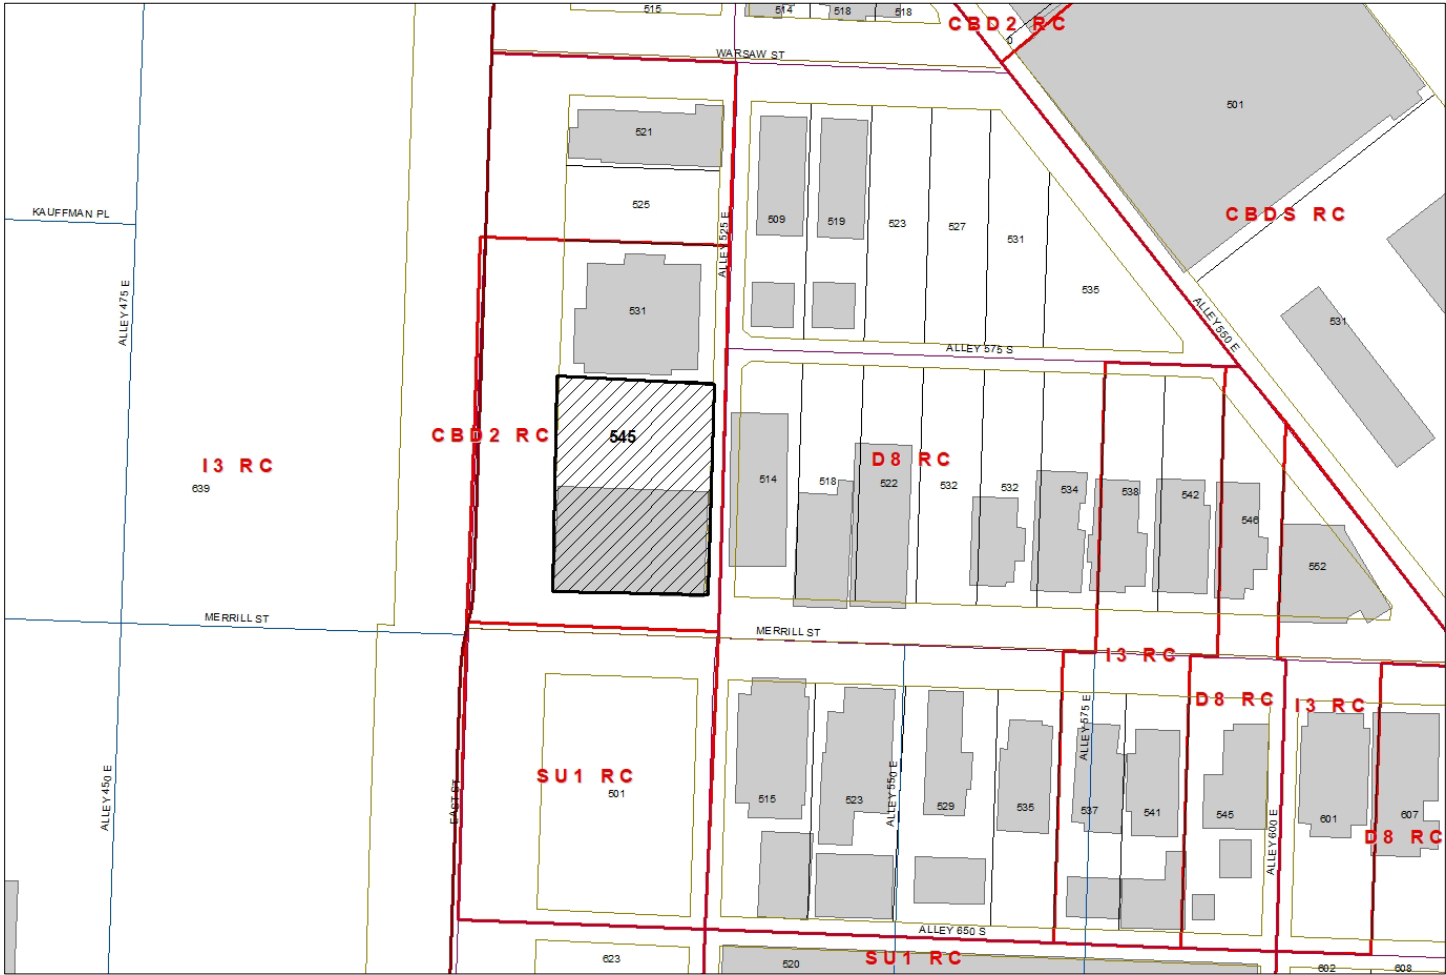 515
514
518
518
CBD2 RC
0
WARSAW ST
501
521
525
ALLEY 525 E
509
519
523
527
531
535
KAUFFMAN PL
CBDS RC
ALLEY 475 E
531
ALLEY 550 E
531
ALLEY 575 S
CBD2 RC
545
I3 RC
639
D8 RC
514
518
522
532
532
534
538
542
546
552
MERRILL ST
MERRILL ST
I3 RC
D8 RC
I3 RC
ALLEY 575 E
SU1 RC
501
ALLEY 450 E
EAST ST
515
523
ALLEY 550 E
529
535
537
541
545
ALLEY 600 E
601
607
D8 RC
ALLEY 650 S
623
520
SU1 RC
602
608